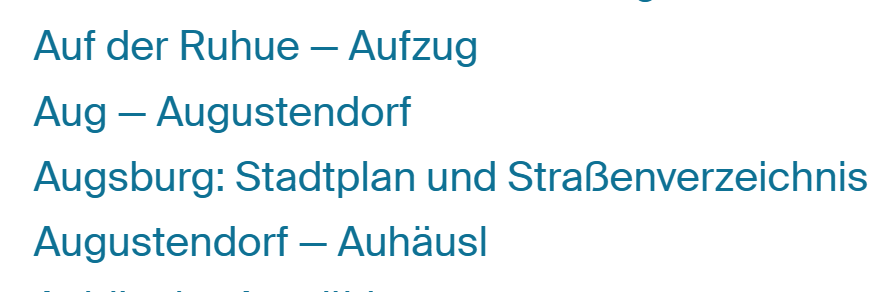 Auf der Ruhue — Aufzug
Aug — Augustendorf
Augsburg: Stadtplan und Straßenverzeichnis
Augustendorf — Auhäusl